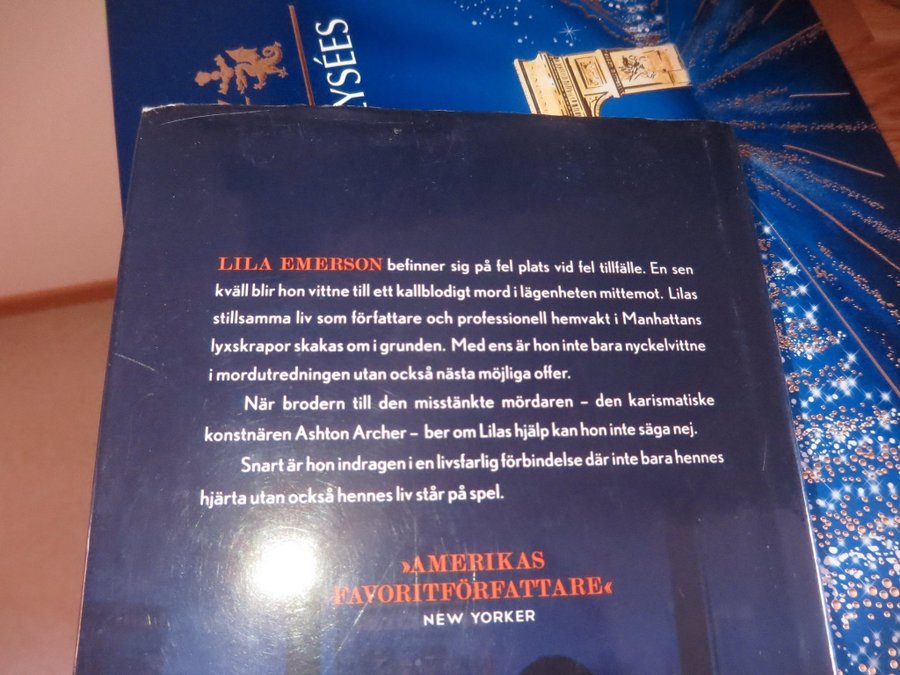 LYSÉES
LILA EMERSON befinner sig på fel plats vid fel tillfälle. En sen
kväll blir hon vittne till ett kallblodigt mord i lägenheten mittemot. Lilas
stillsamma liv som författare och professionell hemvakt i Manhattans
lyxskrapor skakas om i grunden. Med ens är hon inte bara nyckelvittne
i mordutredningen utan också nästa möjliga offer.
När brodern till den misstänkte mördaren – den karismatiske
konstnären Ashton Archer – ber om Lilas hjälp kan hon inte säga nej.
Snart är hon indragen i en livsfarlig förbindelse där inte bara hennes
hjärta utan också hennes liv står på spel.
»AMERIKAS
FAVORITFÖRFATTARE«
NEW YORKER